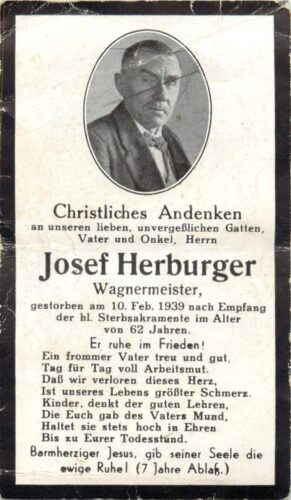 Christliches Andenken
an unseren lieben, unvergeßlichen Gatten,
Vater und Onkel, Herrn
Josef Herburger
Wagnermeister,
gestorben am 10. Feb. 1939 nach Empfang
der hl. Sterbsakramente im Alter
von 62 Jahren.
Er ruhe im Frieden!
Ein frommer Vater treu und gut,
Tag für Tag voll Arbeitsmut.
Daß wir verloren dieses Herz,
Ist unseres Lebens größter Schmerz.
Kinder, denkt der guten Lehren,
Die Euch gab des Vaters Mund,
Haltet sie stets hoch in Ehren
Bis zu Eurer Todesstund.
Barmherziger Jesus, gib seiner Seele die
ewige Ruhe! (7 Jahre Ablaß.)